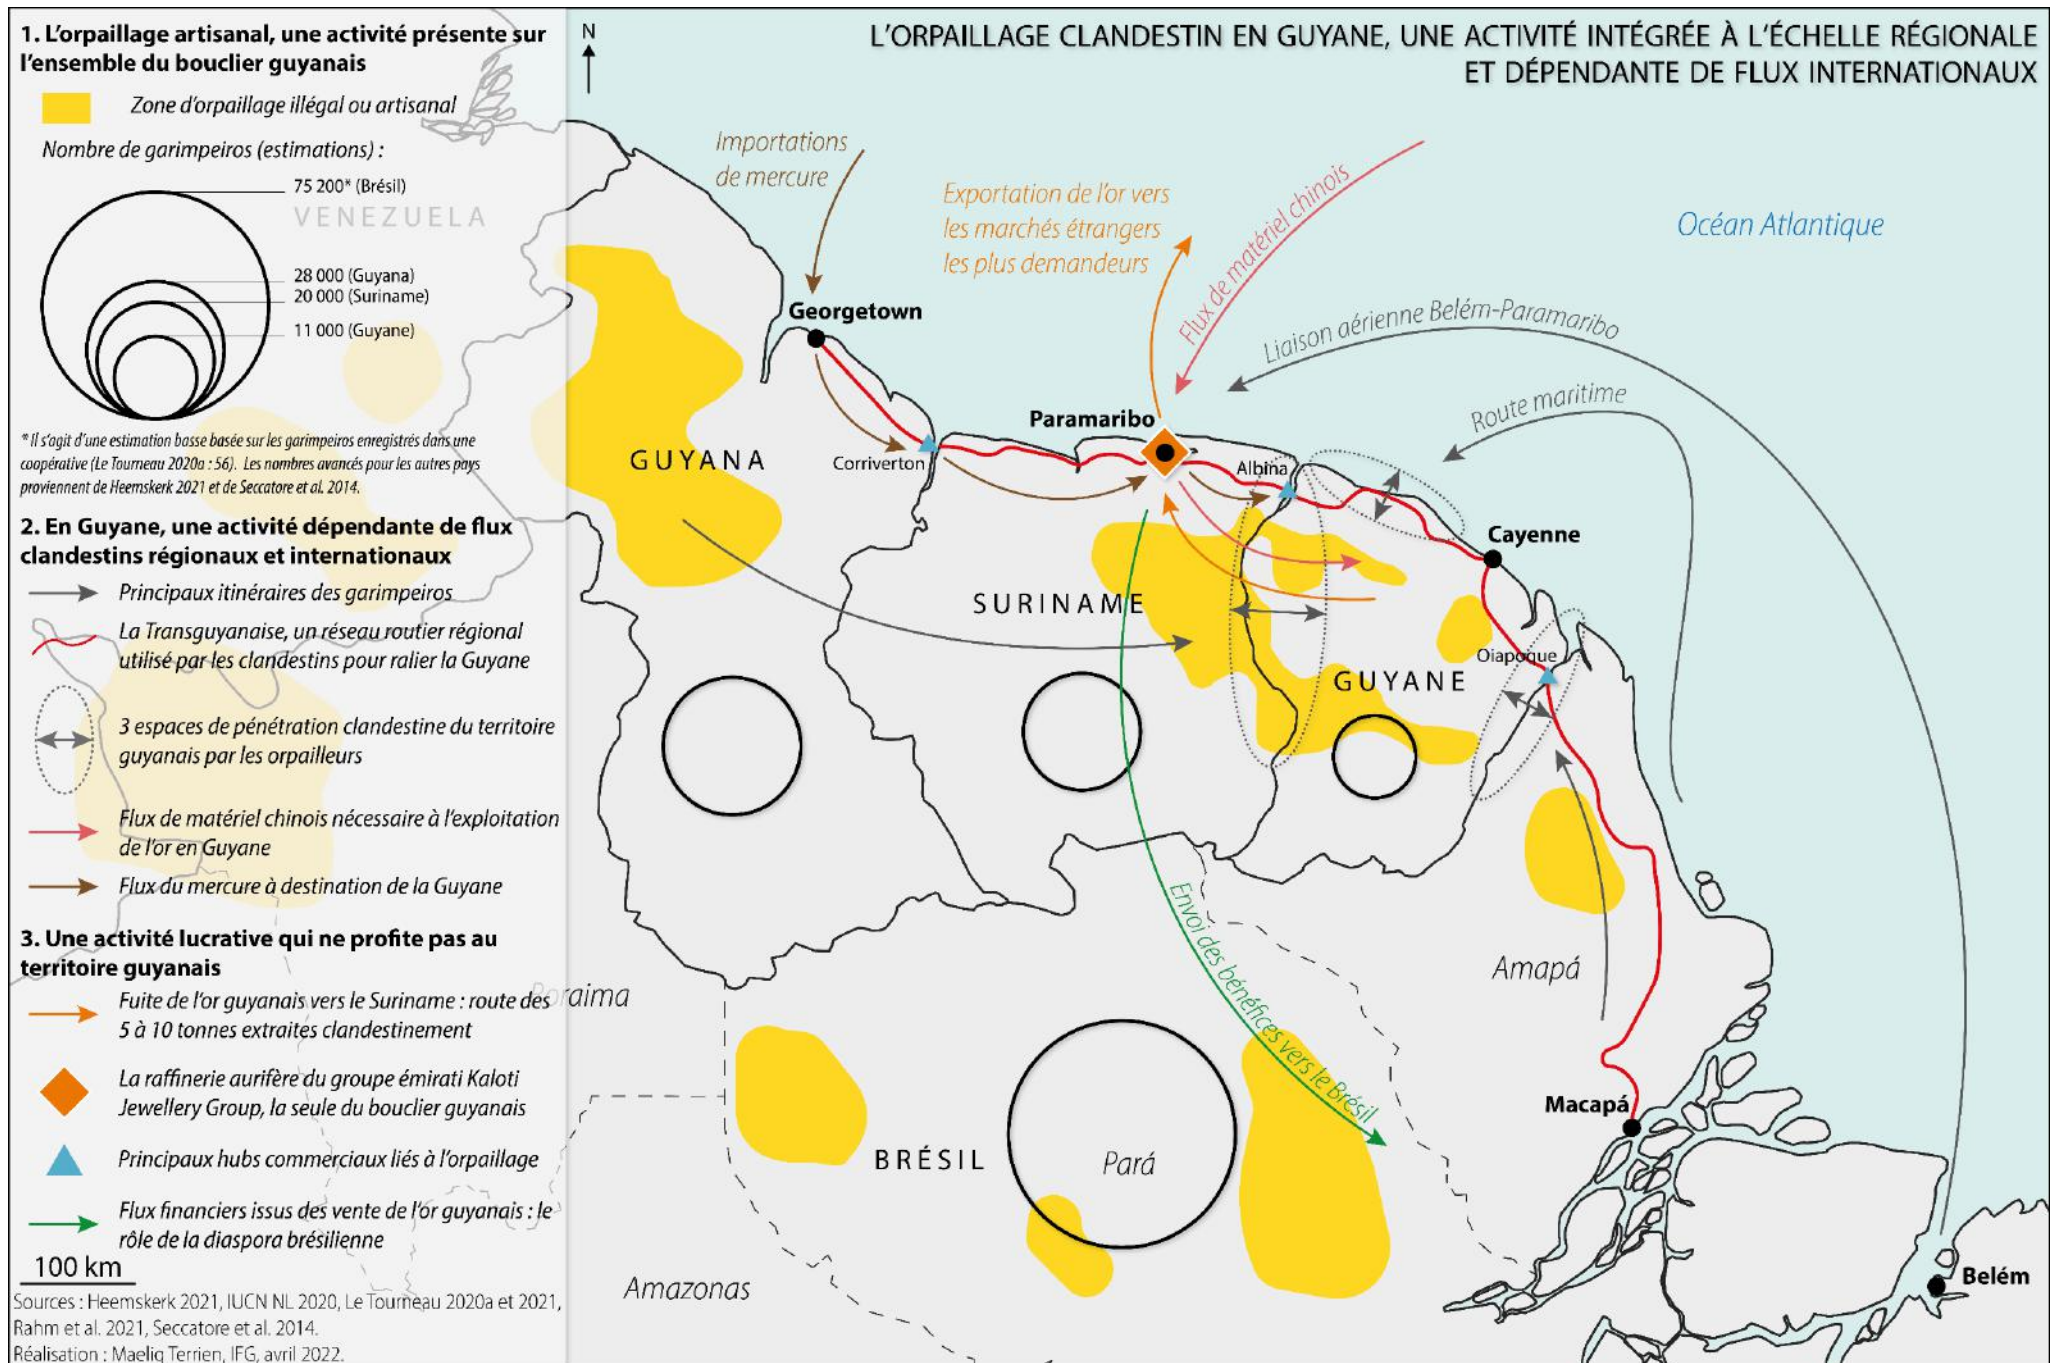 L'ORPAILLAGE CLANDESTIN EN GUYANE, UNE ACTIVITÉ INTÉGRÉE À L'ÉCHELLE RÉGIONALE
ET DÉPENDANTE DE FLUX INTERNATIONAUX
1. L'orpaillage artisanal, une activité présente sur
l'ensemble du bouclier guyanais
Zone d'orpaillage illégal ou artisanal
Nombre de garimpeiros (estimations) :
75 200* (Brésil)
VENEZUELA
28 000 (Guyana)
20 000 (Suriname)
11 000 (Guyane)
* Il s'agit d'une estimation basse basée sur les garimpeiros enregistrés dans une
coopérative (Le Tourneau 2020a : 56). Les nombres avancés pour les autres pays
proviennent de Heemskerk 2021 et de Seccatore et al. 2014.
2. En Guyane, une activité dépendante de flux
clandestins régionaux et internationaux
Principaux itinéraires des garimpeiros
La Transguyanaise, un réseau routier régional
utilisé par les clandestins pour ralier la Guyane
3 espaces de pénétration clandestine du territoire
guyanais par les orpailleurs
Flux de matériel chinois nécessaire à l'exploitation
de l'or en Guyane
Flux du mercure à destination de la Guyane
3. Une activité lucrative qui ne profite pas au
territoire guyanais
Fuite de l'or guyanais vers le Suriname : route des
5 à 10 tonnes extraites clandestinement
La raffinerie aurifère du groupe émirati Kaloti
Jewellery Group, la seule du bouclier guyanais
Principaux hubs commerciaux liés à l'orpaillage
Flux financiers issus des vente de l'or guyanais : le
rôle de la diaspora brésilienne
100 km
Sources : Heemskerk 2021, IUCN NL 2020, Le Tourneau 2020a et 2021,
Rahm et al. 2021, Seccatore et al. 2014.
Réalisation : Maelig Terrien, IFG, avril 2022.
N
Importations
de mercure
Exportation de l'or vers
les marchés étrangers
les plus demandeurs
Flux de matériel chinois
Océan Atlantique
Liaison aérienne Belém-Paramaribo
Route maritime
Georgetown
Paramaribo
Corriverton
Albina
Cayenne
GUYANA
SURINAME
Oiapoque
GUYANE
Envoi des bénéfices vers le Brésil
Amapá
Roraima
Macapá
BRÉSIL
Pará
Amazonas
Belém